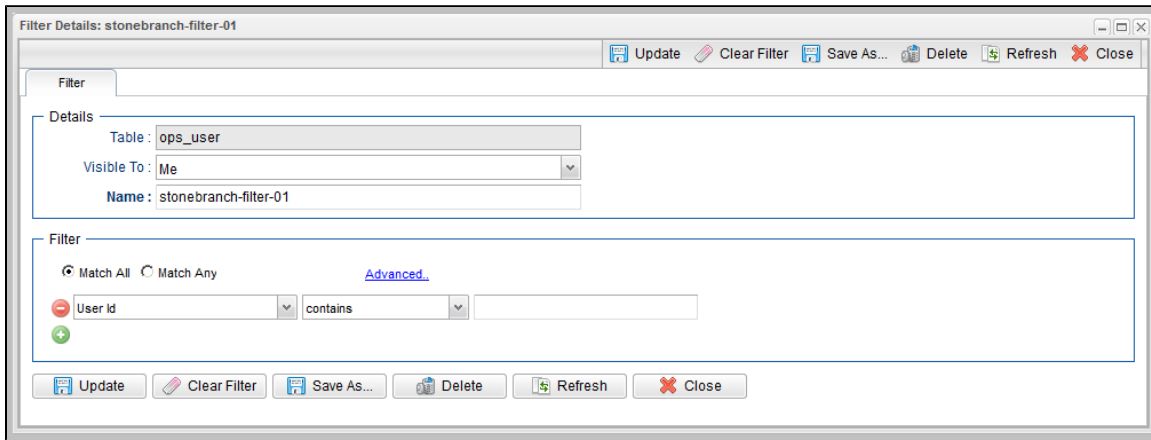 Filter Details: stonebranch-filter-01
Update Clear Filter Save As... Delete Refresh Close
Filter
Details
Table : ops_user
Visible To : Me
Name : stonebranch-filter-01
Filter
Match All Match Any Advanced..
User Id contains
Update Clear Filter Save As... Delete Refresh Close